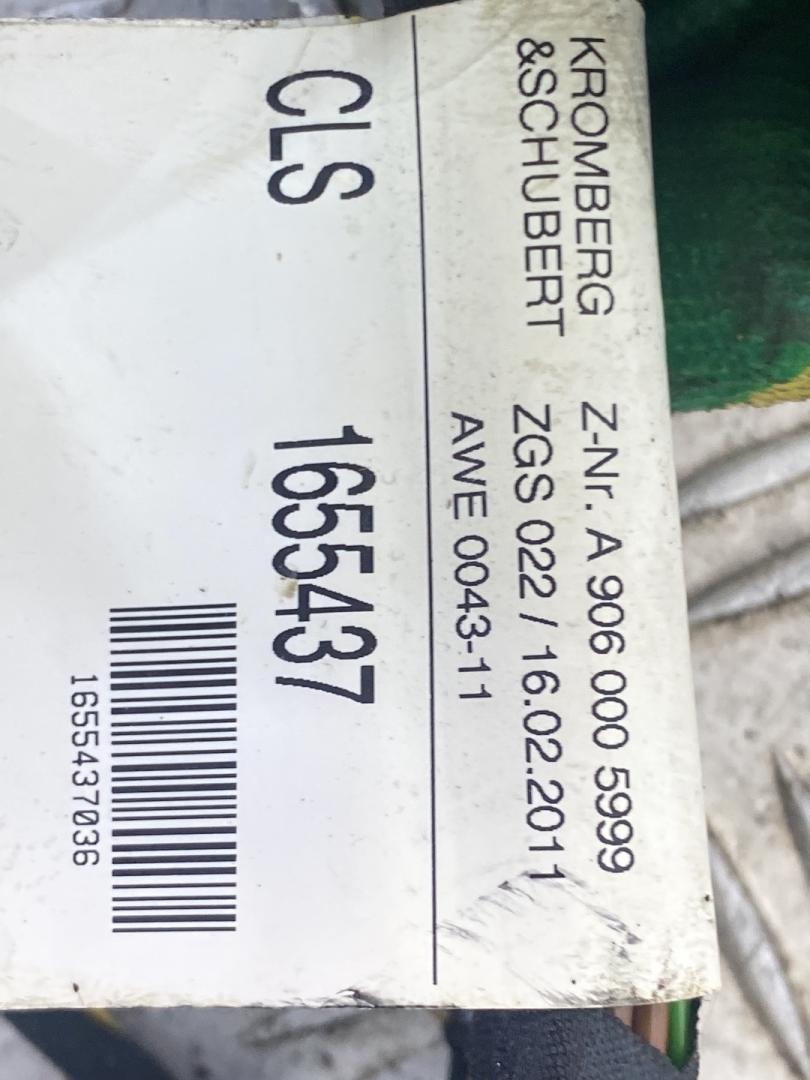 KROMBERG Z-Nr. A 906 000 5999
&SCHUBERT ZGS 022 / 16.02.2011
AWE 0043-11
CLS 1655437
1655437036